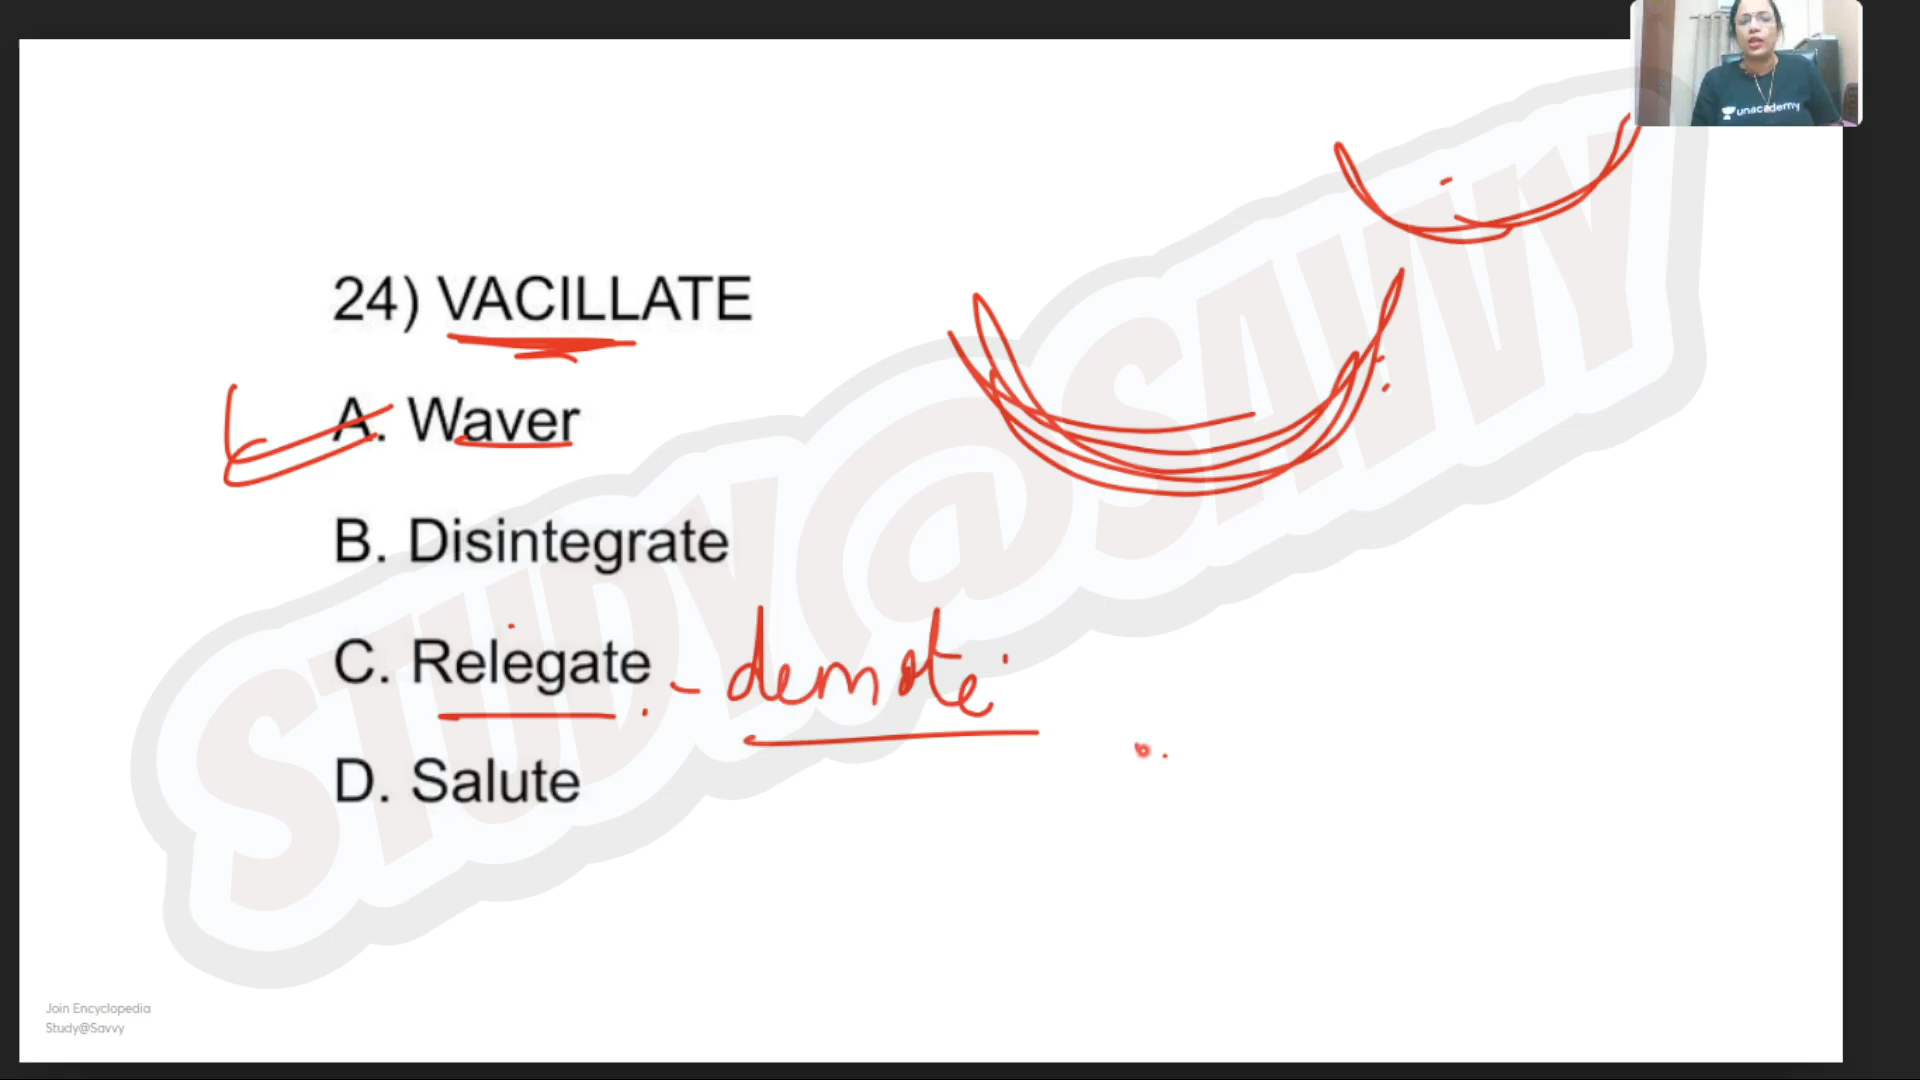 unacademy
24) VACILLATE
A. Waver
B. Disintegrate
C. Relegate - demote
D. Salute
STUDY@SAVVY
Join Encyclopedia
Study@Savvy